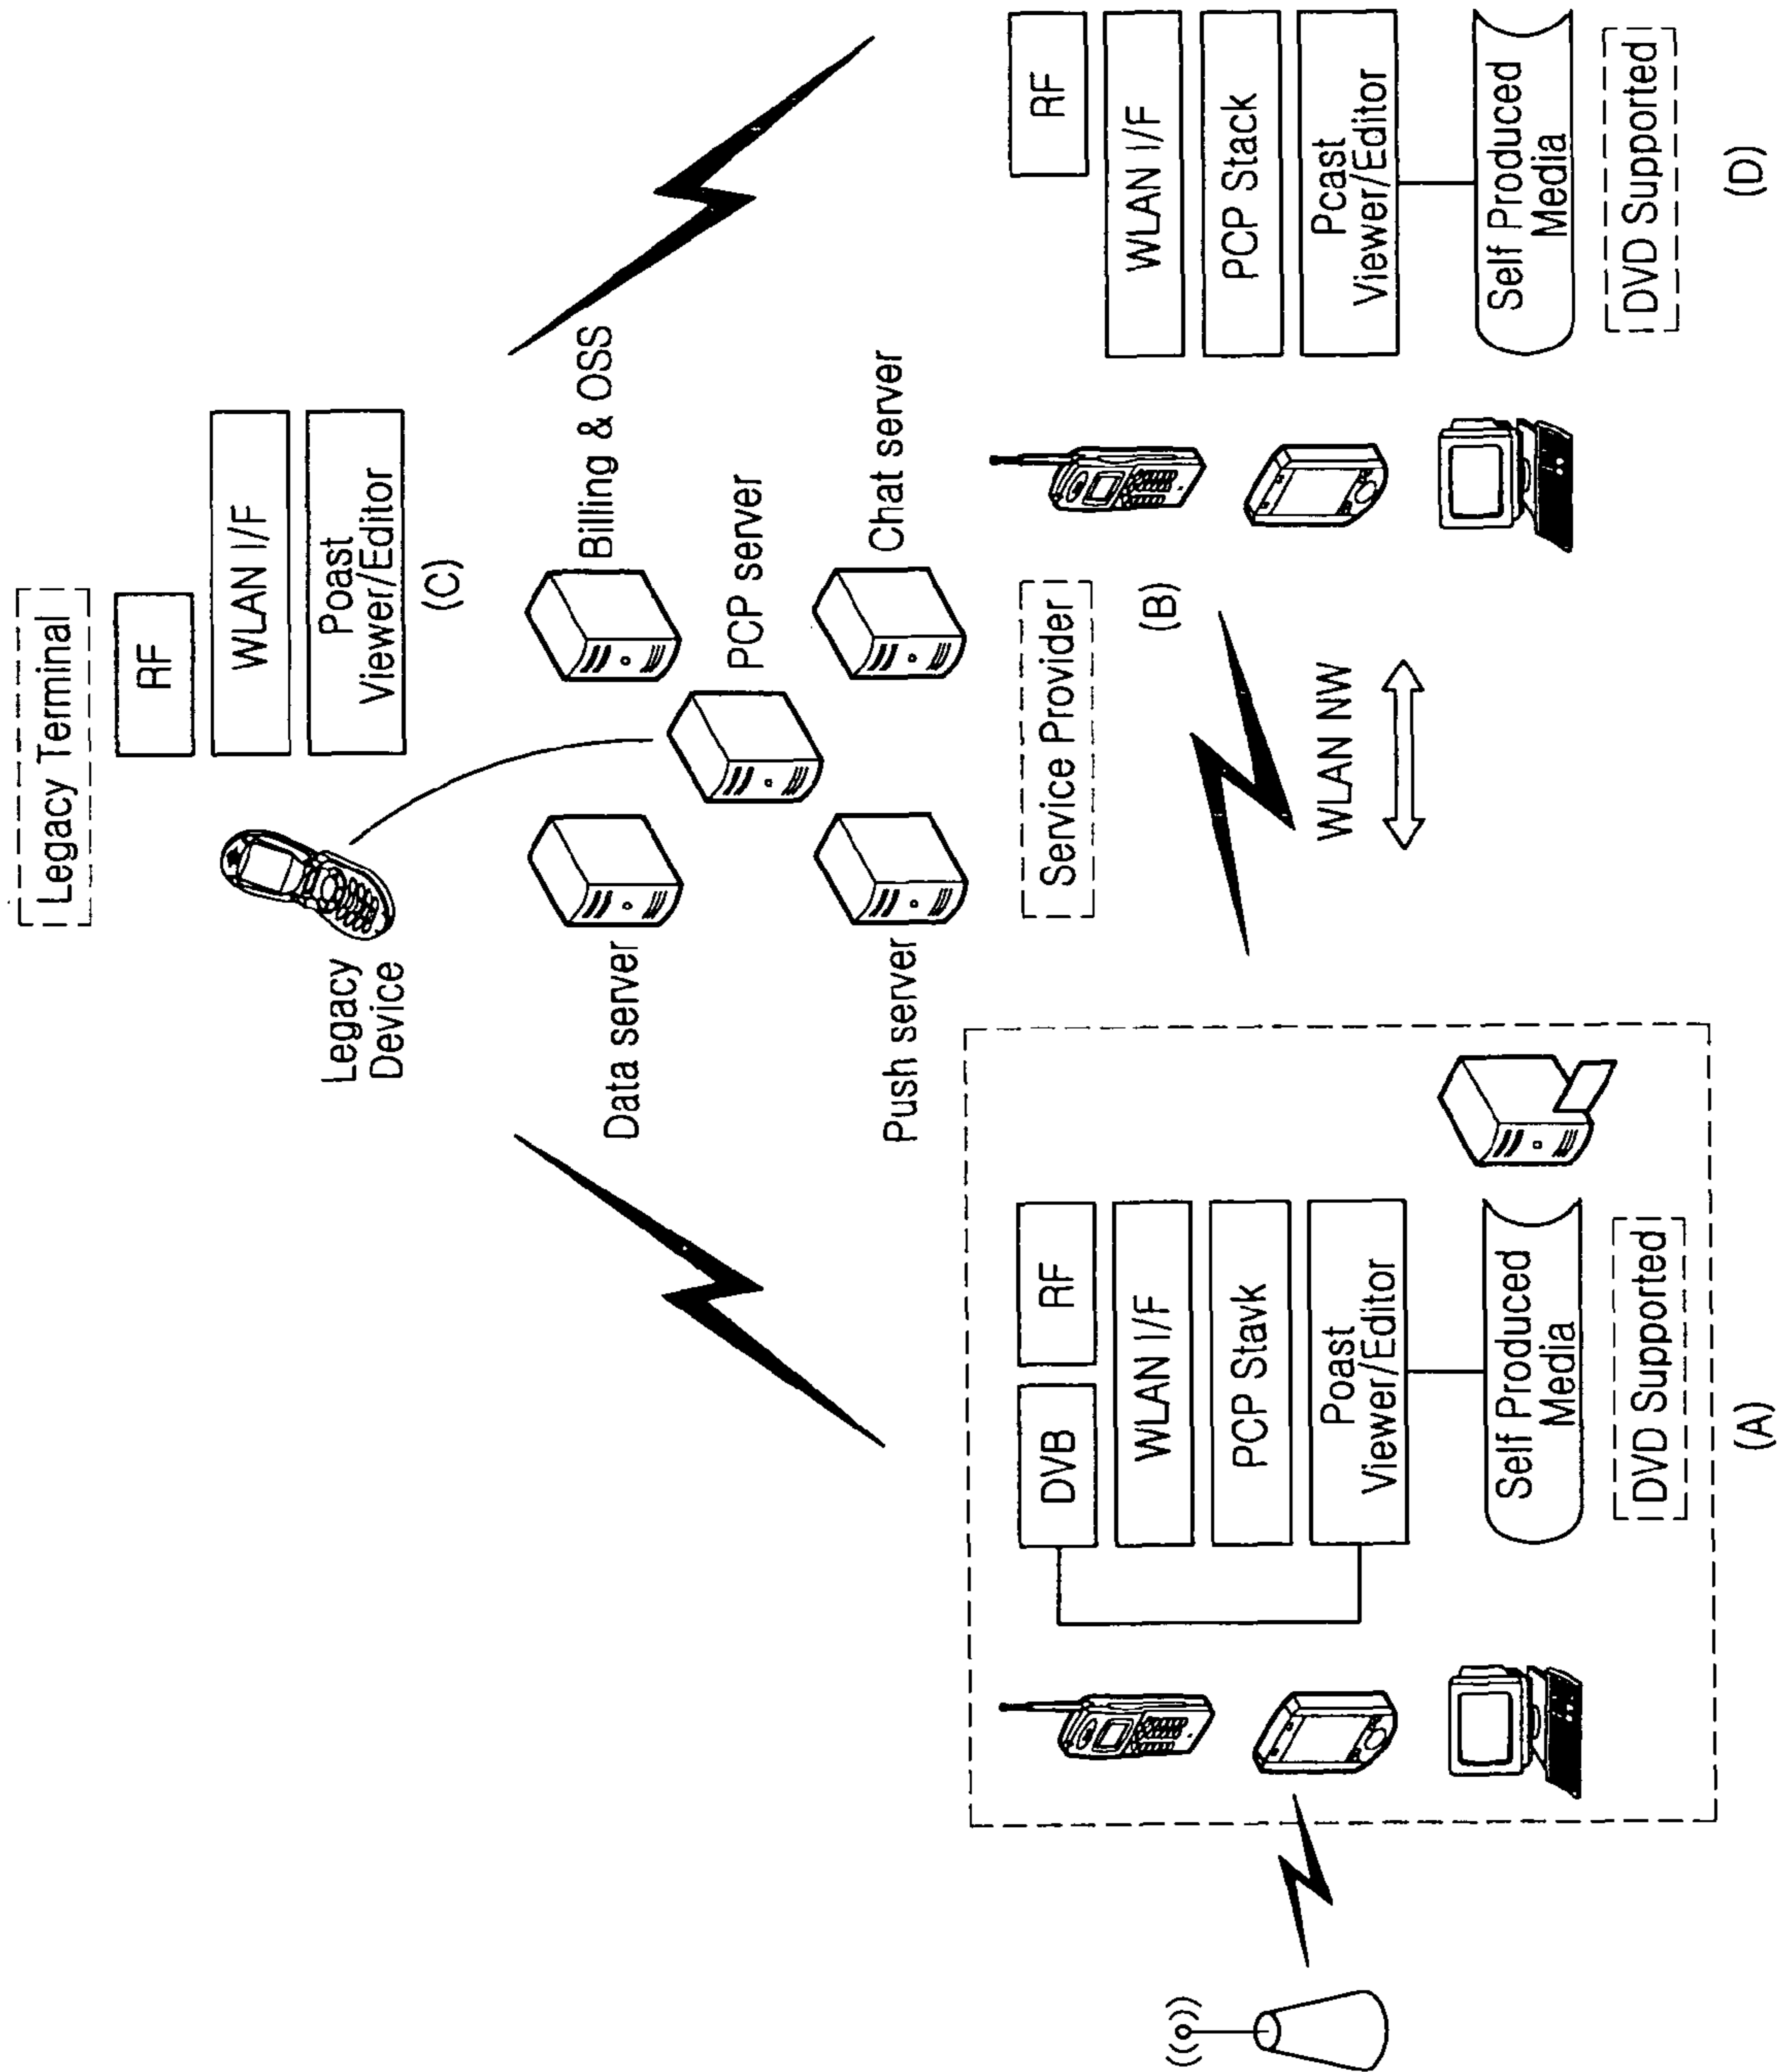 Legacy Terminal
RF
WLAN I/F
Poast
Viewer/Editor
(C)
Legacy
Device
Data server
Billing & OSS
PCP server
Push server
Chat server
Service Provider
(B)
WLAN NW
DVB
RF
WLAN I/F
PCP Stavk
Poast
Viewer/Editor
Self Produced
Media
DVD Supported
(A)
RF
WLAN I/F
PCP Stack
Pcast
Viewer/Editor
Self Produced
Media
DVD Supported
(D)